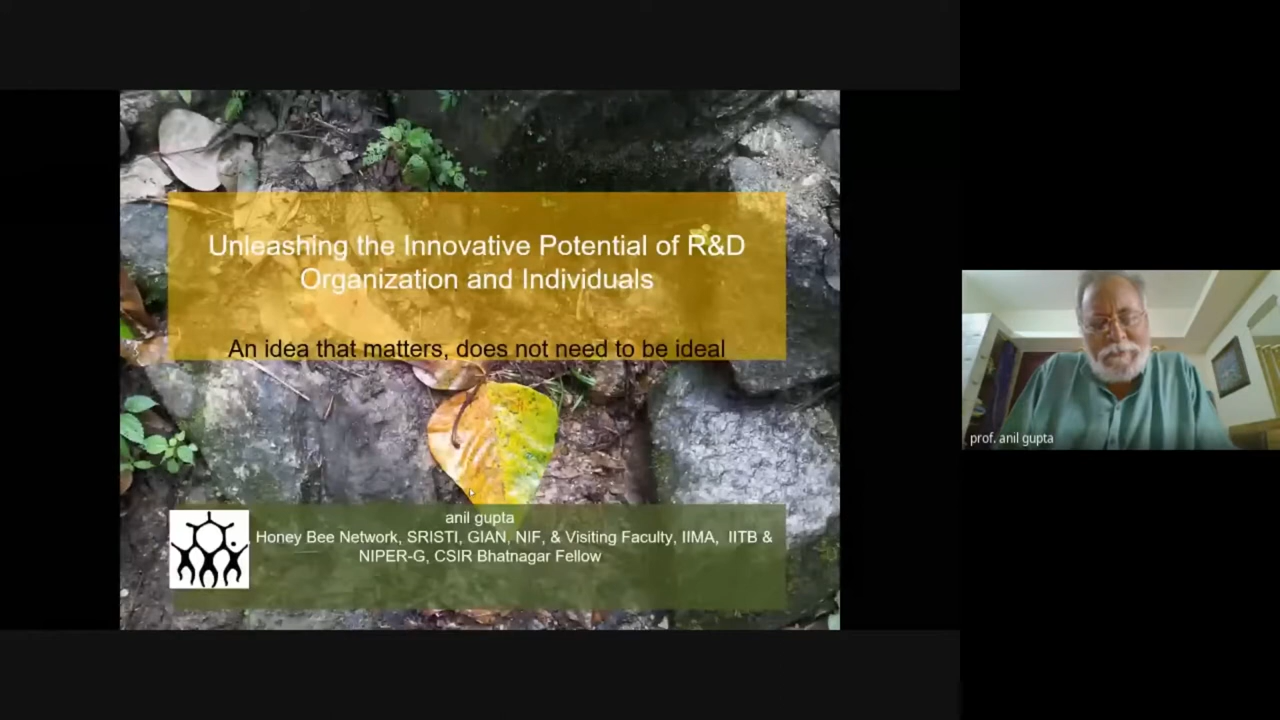 Unleashing the Innovative Potential of R&D
Organization and Individuals
An idea that matters, does not need to be ideal
anil gupta
Honey Bee Network, SRISTI, GIAN, NIF, & Visiting Faculty, IIMA, IITB &
NIPER-G, CSIR Bhatnagar Fellow
prof. anil gupta